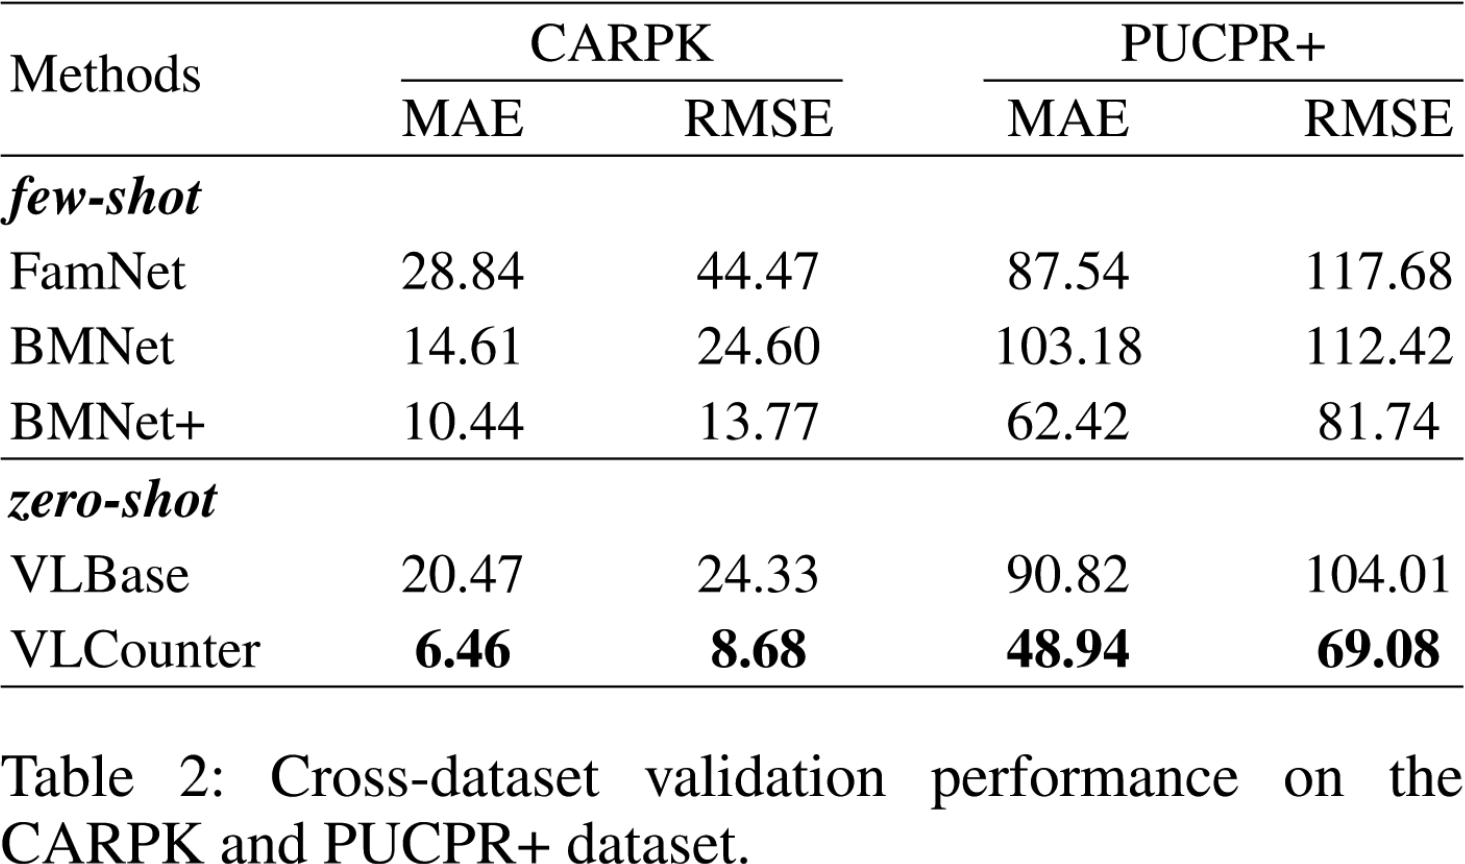 Methods CARPK PUCPR+
MAE RMSE MAE RMSE
few-shot
FamNet 28.84 44.47 87.54 117.68
BMNet 14.61 24.60 103.18 112.42
BMNet+ 10.44 13.77 62.42 81.74
zero-shot
VLBase 20.47 24.33 90.82 104.01
VLCounter 6.46 8.68 48.94 69.08
Table 2: Cross-dataset validation performance on the
CARPK and PUCPR+ dataset.